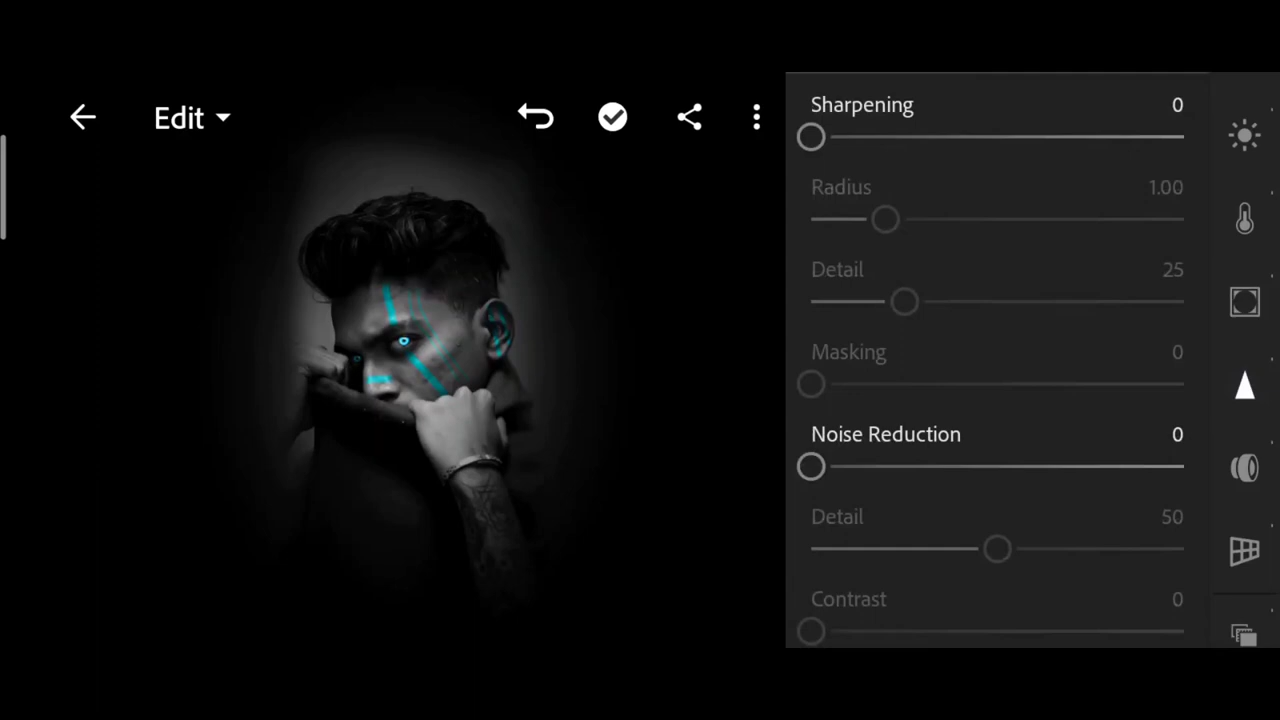 Edit
Sharpening 0
Radius 1.00
Detail 25
Masking 0
Noise Reduction 0
Detail 50
Contrast 0